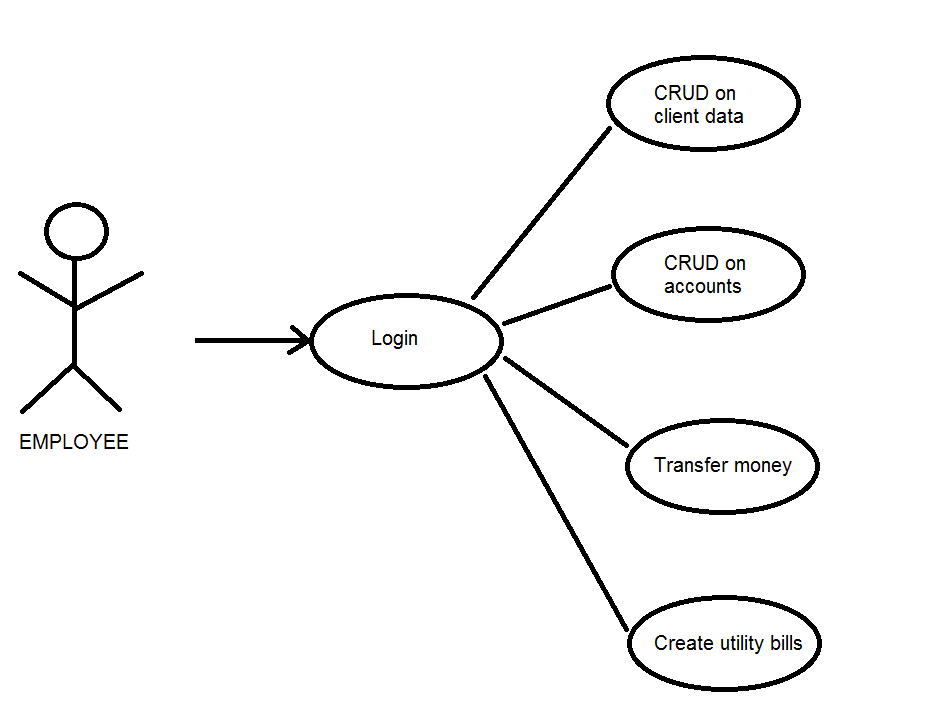 CRUD on
client data
CRUD on
accounts
Login
EMPLOYEE
Transfer money
Create utility bills